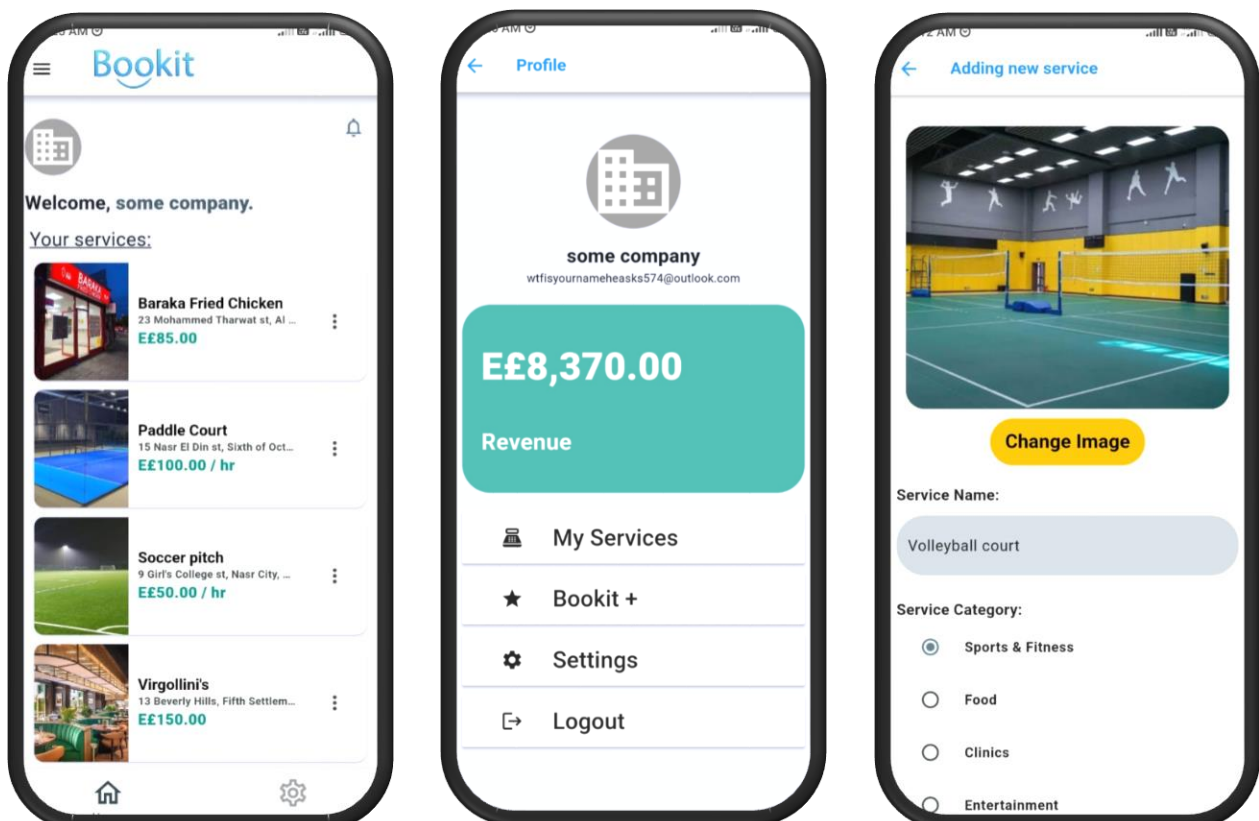 AM
Bookit
Welcome, some company.
Your services:
BARAKA
Baraka Fried Chicken
23 Mohammed Tharwat st, Al ...
E£85.00
Paddle Court
15 Nasr El Din st, Sixth of Oct...
E£100.00 / hr
Soccer pitch
9 Girl's College st, Nasr City, ...
E£50.00 / hr
Virgollini's
13 Beverly Hills, Fifth Settlem...
E£150.00
AM
Profile
some company
wtfisyournameheasks574@outlook.com
E£8,370.00
Revenue
My Services
Bookit +
Settings
Logout
AM
Adding new service
Change Image
Service Name:
Volleyball court
Service Category:
Sports & Fitness
Food
Clinics
Entertainment